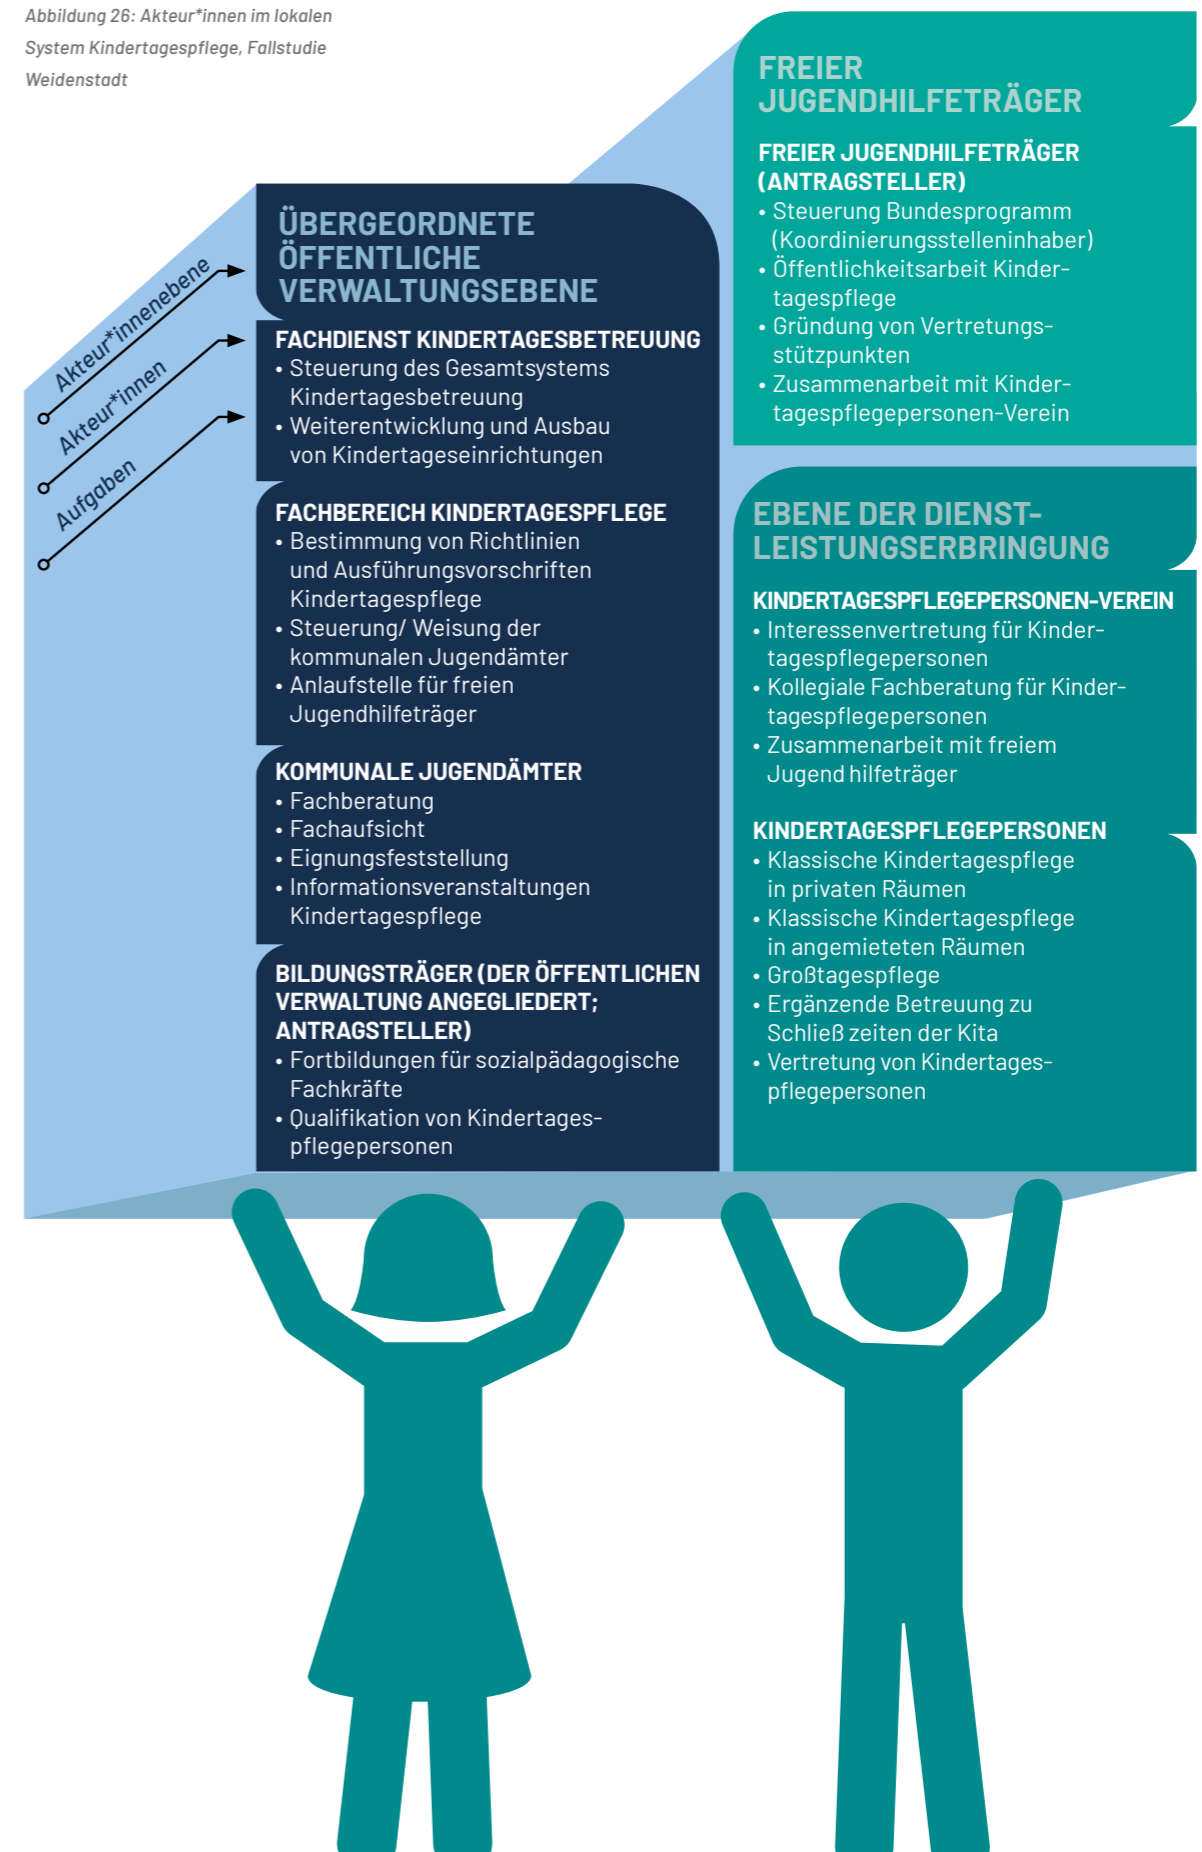 Abbildung 26: Akteur*innen im lokalen
System Kindertagespflege, Fallstudie
Weidenstadt
Akteur*innenebene
Akteur*innen
Aufgaben
ÜBERGEORDNETE
ÖFFENTLICHE
VERWALTUNGSEBENE
FACHDIENST KINDERTAGESBETREUUNG
• Steuerung des Gesamtsystems
Kindertagesbetreuung
• Weiterentwicklung und Ausbau
von Kindertageseinrichtungen
FACHBEREICH KINDERTAGESPFLEGE
• Bestimmung von Richtlinien
und Ausführungsvorschriften
Kindertagespflege
• Steuerung/ Weisung der
kommunalen Jugendämter
• Anlaufstelle für freien
Jugendhilfeträger
KOMMUNALE JUGENDÄMTER
• Fachberatung
• Fachaufsicht
• Eignungsfeststellung
• Informationsveranstaltungen
Kindertagespflege
BILDUNGSTRÄGER (DER ÖFFENTLICHEN
VERWALTUNG ANGEGLIEDERT;
ANTRAGSTELLER)
• Fortbildungen für sozialpädagogische
Fachkräfte
• Qualifikation von Kindertages-
pflegepersonen
FREIER
JUGENDHILFETRÄGER
FREIER JUGENDHILFETRÄGER
(ANTRAGSTELLER)
• Steuerung Bundesprogramm
(Koordinierungsstelleninhaber)
• Öffentlichkeitsarbeit Kinder-
tagespflege
• Gründung von Vertretungs-
stützpunkten
• Zusammenarbeit mit Kinder-
tagespflegepersonen-Verein
EBENE DER DIENST-
LEISTUNGSERBRINGUNG
KINDERTAGESPFLEGEPERSONEN-VEREIN
• Interessenvertretung für Kinder-
tagespflegepersonen
• Kollegiale Fachberatung für Kinder-
tagespflegepersonen
• Zusammenarbeit mit freiem
Jugend hilfeträger
KINDERTAGESPFLEGEPERSONEN
• Klassische Kindertagespflege
in privaten Räumen
• Klassische Kindertagespflege
in angemieteten Räumen
• Großtagespflege
• Ergänzende Betreuung zu
Schließ zeiten der Kita
• Vertretung von Kindertages-
pflegepersonen